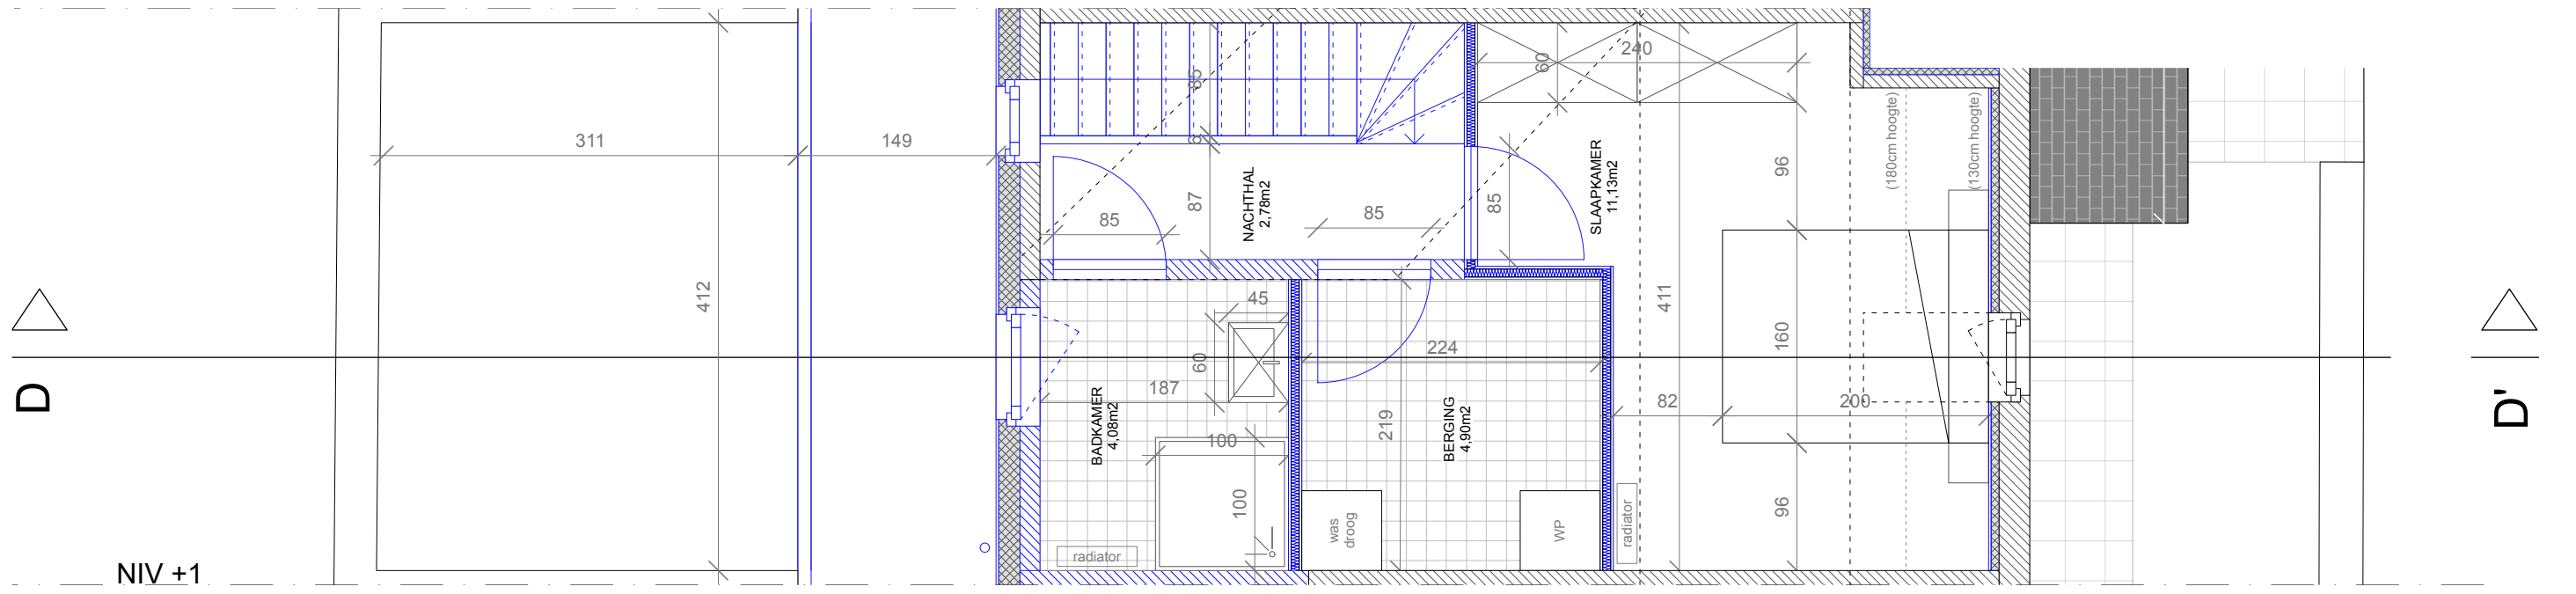 85
6
60
240
311
149
(180cm hoogte)
(130cm hoogte)
96
NACHTHAL
2,78m2
SLAAPKAMER
11,13m2
87
85
85
85
412
45
411
160
60
224
187
D
D'
BADKAMER
4,08m2
BERGING
4,90m2
219
82
200
100
100
was
droog
WP
radiator
96
radiator
NIV +1